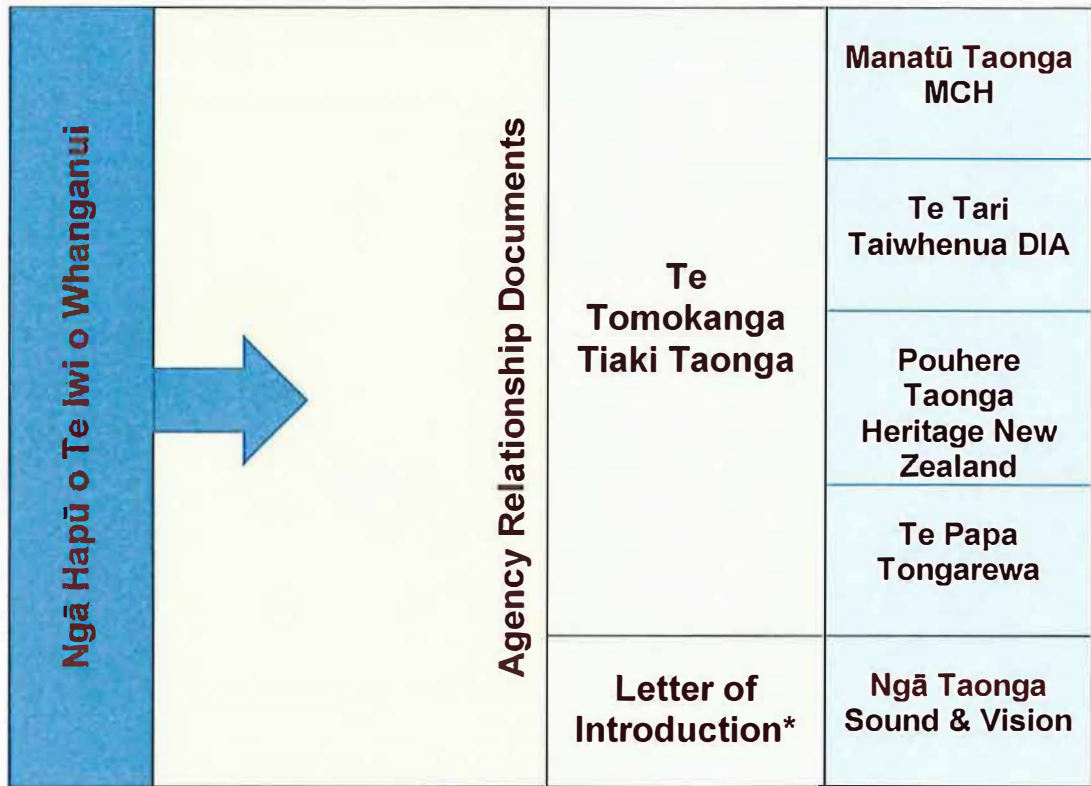 Ngā Hapū o Te Iwi o Whanganui
Agency Relationship Documents
Te
Tomokanga
Tiaki Taonga
Letter of
Introduction*
Manatū Taonga
MCH
Te Tari
Taiwhenua DIA
Pouhere
Taonga
Heritage New
Zealand
Te Papa
Tongarewa
Ngā Taonga
Sound & Vision